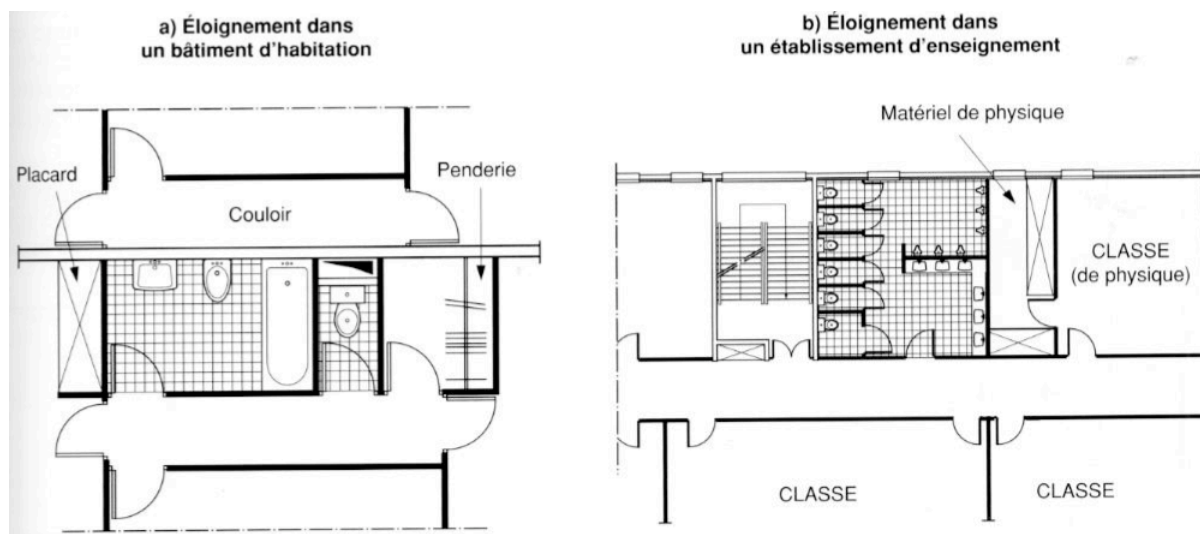 a) Éloignement dans
un bâtiment d'habitation
b) Éloignement dans
un établissement d'enseignement
Placard
Couloir
Penderie
Matériel de physique
CLASSE
(de physique)
CLASSE
CLASSE